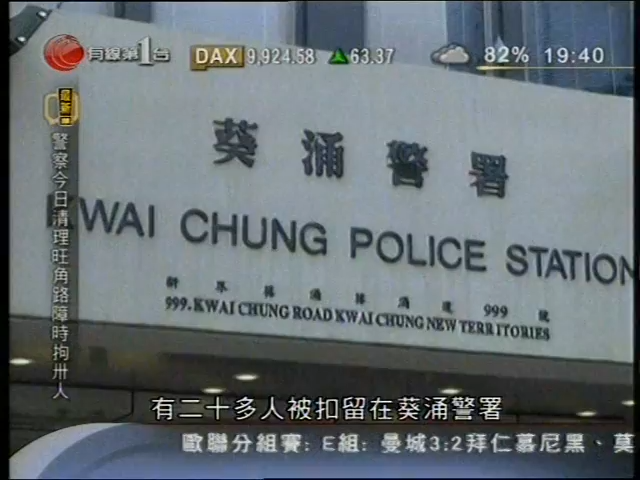 有線第1台 DAX 9,924.58 ▲63.37 82% 19:40
最新
警察今日清理旺角路障時拘卅人
葵涌警署
KWAI CHUNG POLICE STATION
新界葵涌葵涌道 999 號
999. KWAI CHUNG ROAD KWAI CHUNG NEW TERRITORIES
有二十多人被扣留在葵涌警署
歐聯分組賽: E組: 曼城3:2拜仁慕尼黑、莫